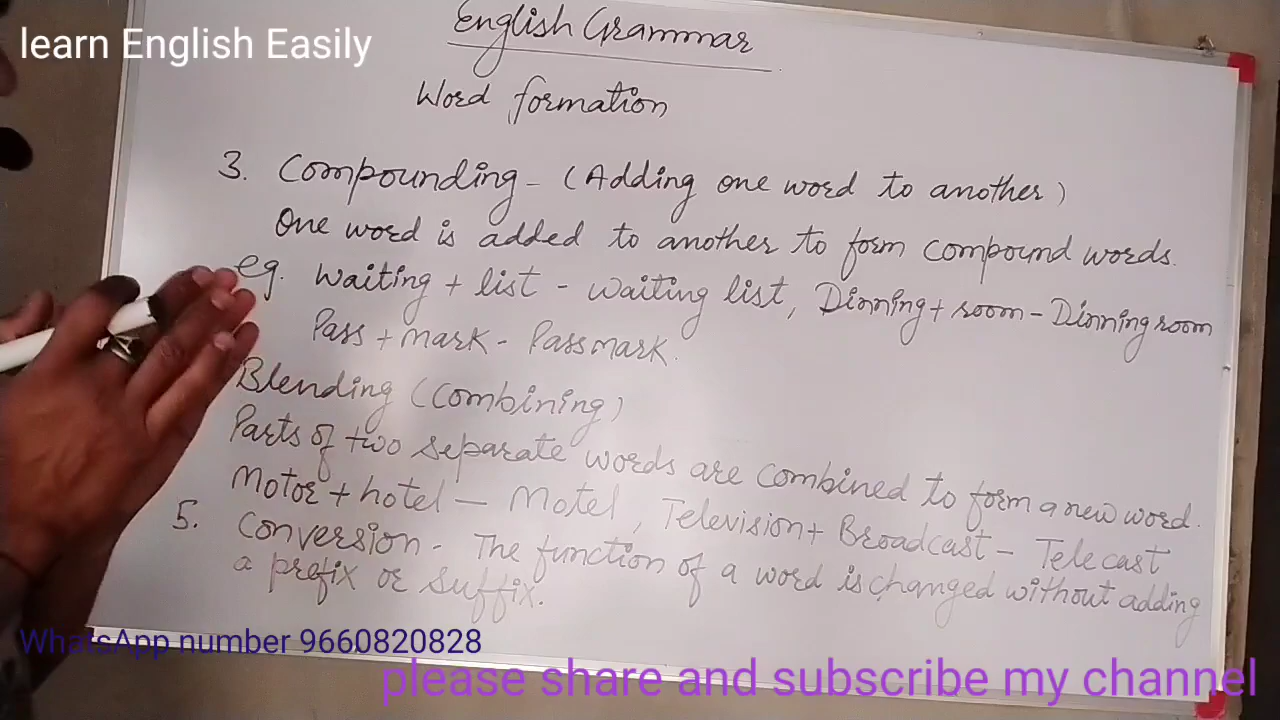 learn English Easily
English Grammar
Word formation
3. Compounding - (Adding one word to another)
One word is added to another to form compound words.
eg. Waiting + list - waiting list, Dinning + room - Dinning room
Pass + mark - Passmark.
Blending (Combining)
Parts of two separate words are combined to form a new word.
Motor + hotel - Motel, Television + Broadcast - Telecast
5. Conversion - The function of a word is changed without adding
a prefix or suffix.
WhatsApp number 9660820828
please share and subscribe my channel